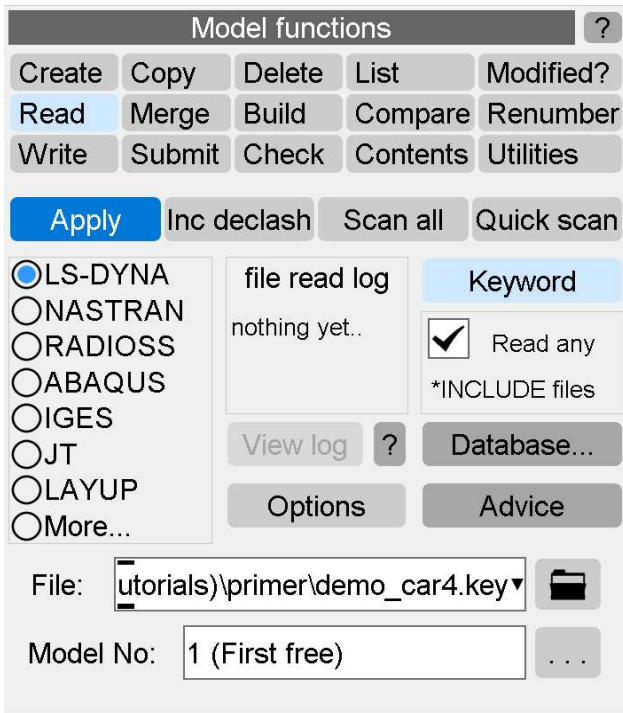 Model functions ?
Create Copy Delete List Modified?
Read Merge Build Compare Renumber
Write Submit Check Contents Utilities
Apply Inc declash Scan all Quick scan
LS-DYNA
NASTRAN
RADIOSS
ABAQUS
IGES
JT
LAYUP
More...
file read log
nothing yet..
View log ?
Options
Keyword
Read any
*INCLUDE files
Database...
Advice
File: utorials)\primer\demo_car4.key
Model No: 1 (First free) ...